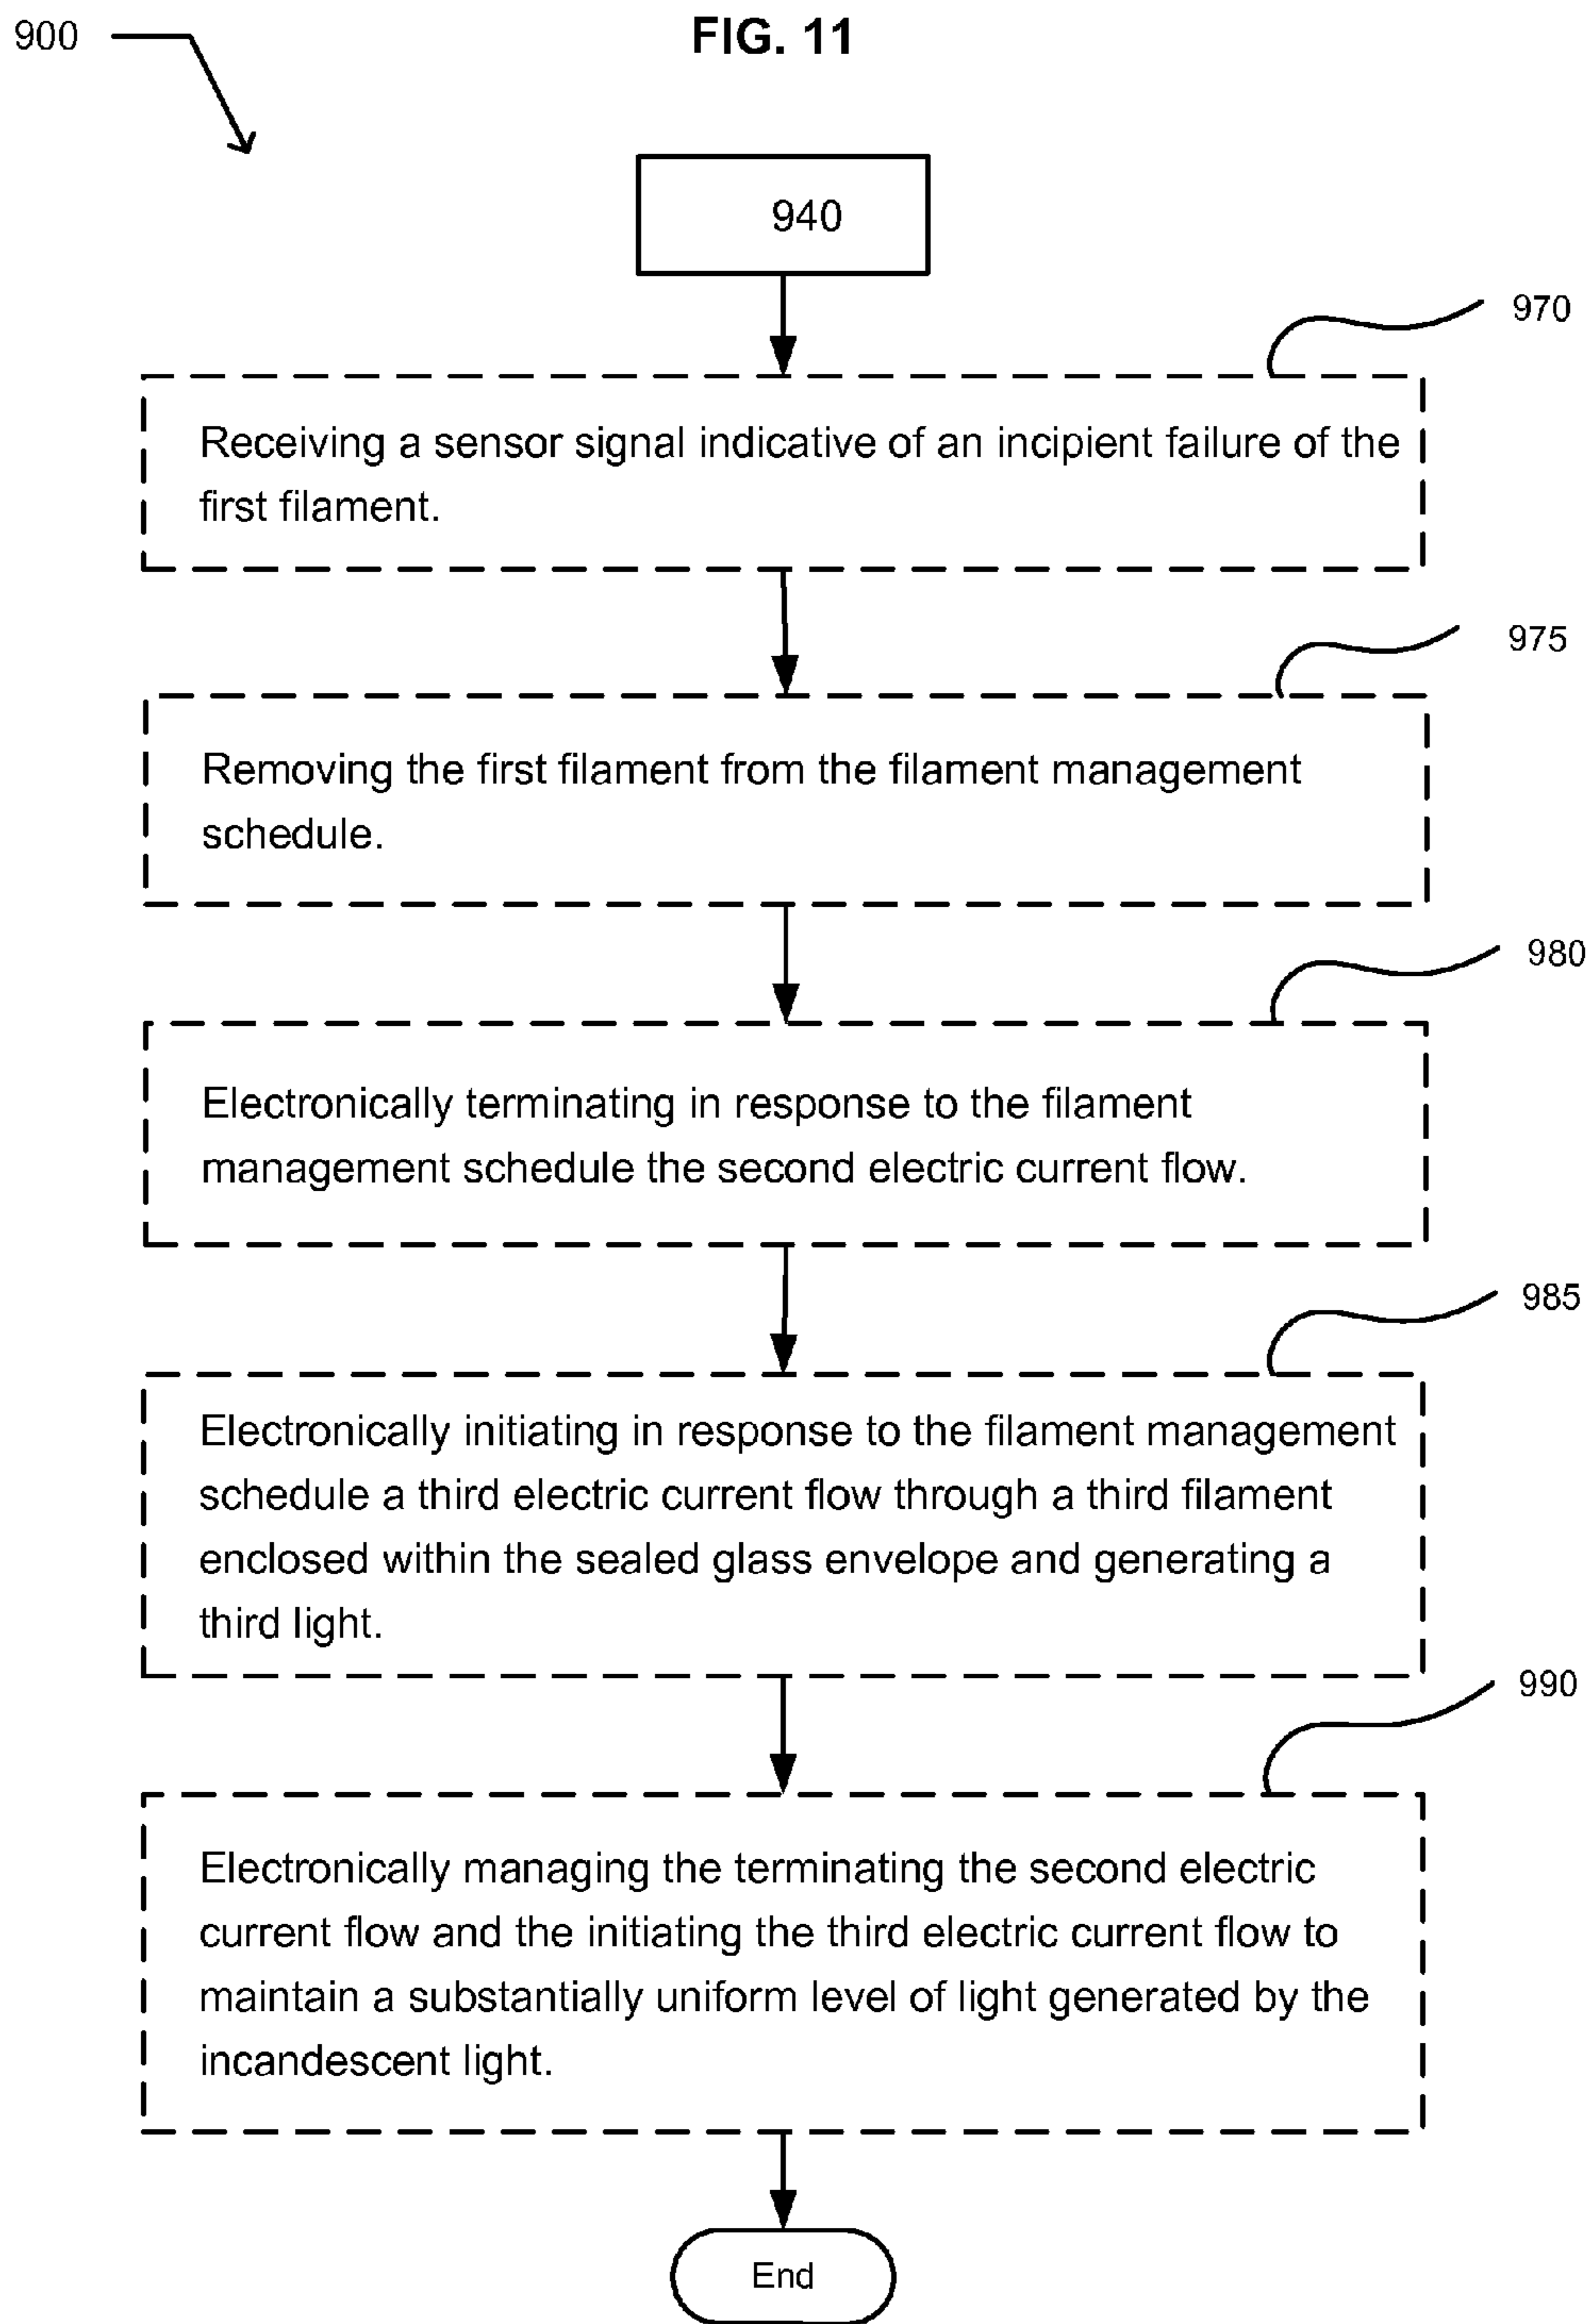 900
FIG. 11
940
970
Receiving a sensor signal indicative of an incipient failure of the
first filament.
975
Removing the first filament from the filament management
schedule.
980
Electronically terminating in response to the filament
management schedule the second electric current flow.
985
Electronically initiating in response to the filament management
schedule a third electric current flow through a third filament
enclosed within the sealed glass envelope and generating a
third light.
990
Electronically managing the terminating the second electric
current flow and the initiating the third electric current flow to
maintain a substantially uniform level of light generated by the
incandescent light.
End